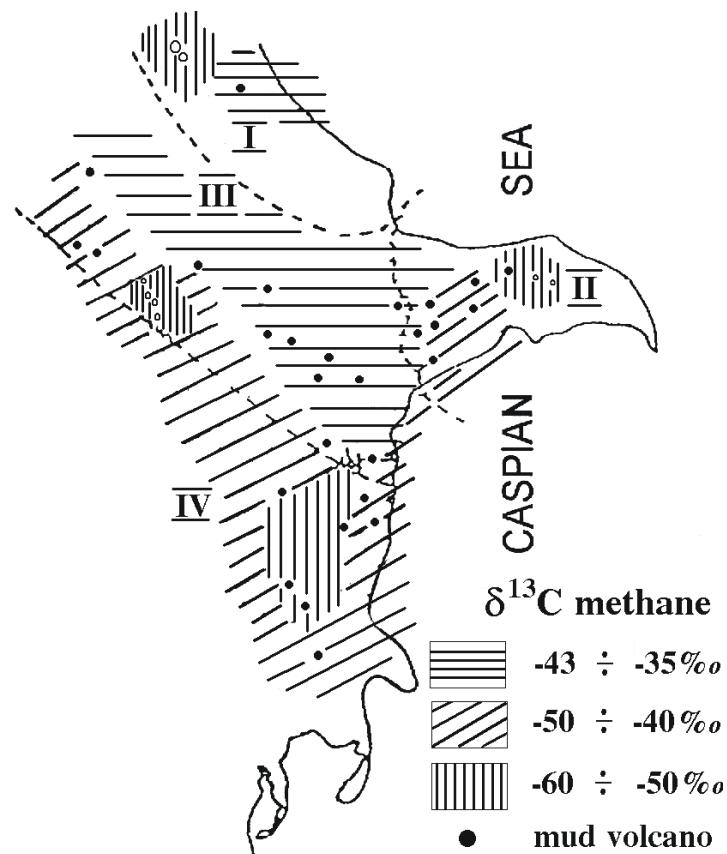 I
III
SEA
II
CASPIAN
IV
δ¹³C methane
-43 ÷ -35‰
-50 ÷ -40‰
-60 ÷ -50‰
mud volcano